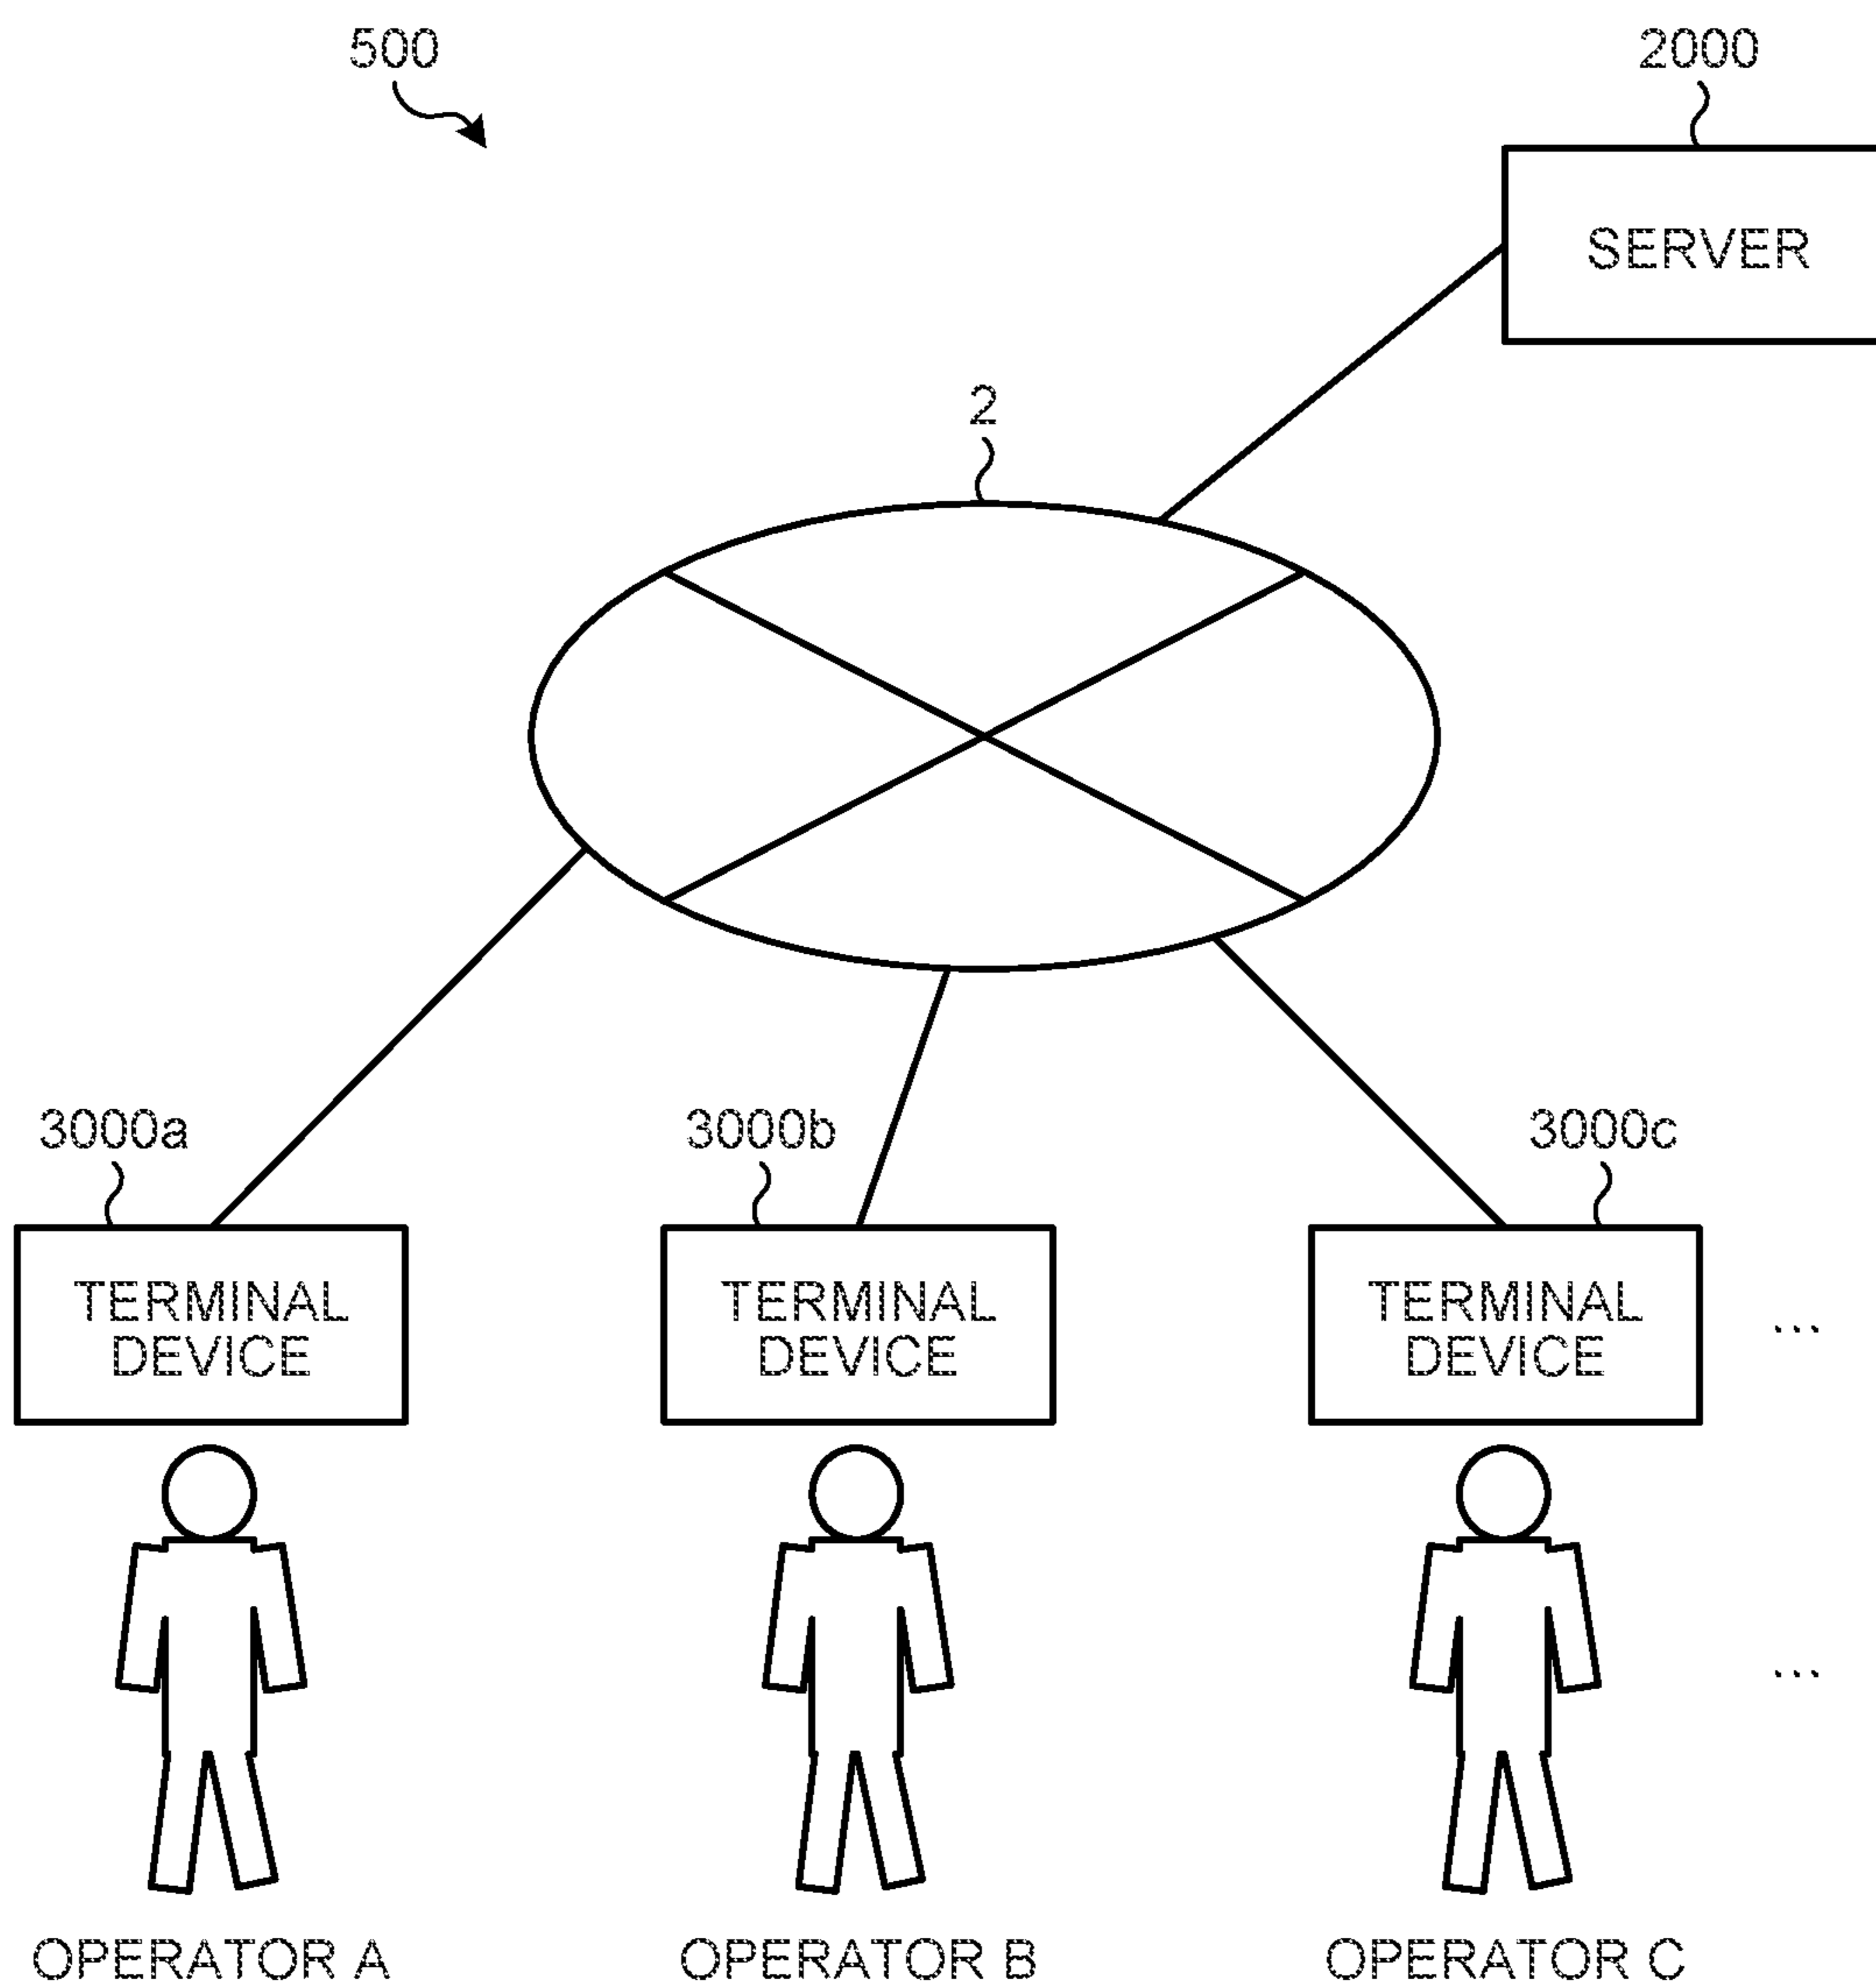 500
2000
SERVER
2
3000a
3000b
3000c
TERMINAL
DEVICE
TERMINAL
DEVICE
TERMINAL
DEVICE
...
...
OPERATOR A
OPERATOR B
OPERATOR C